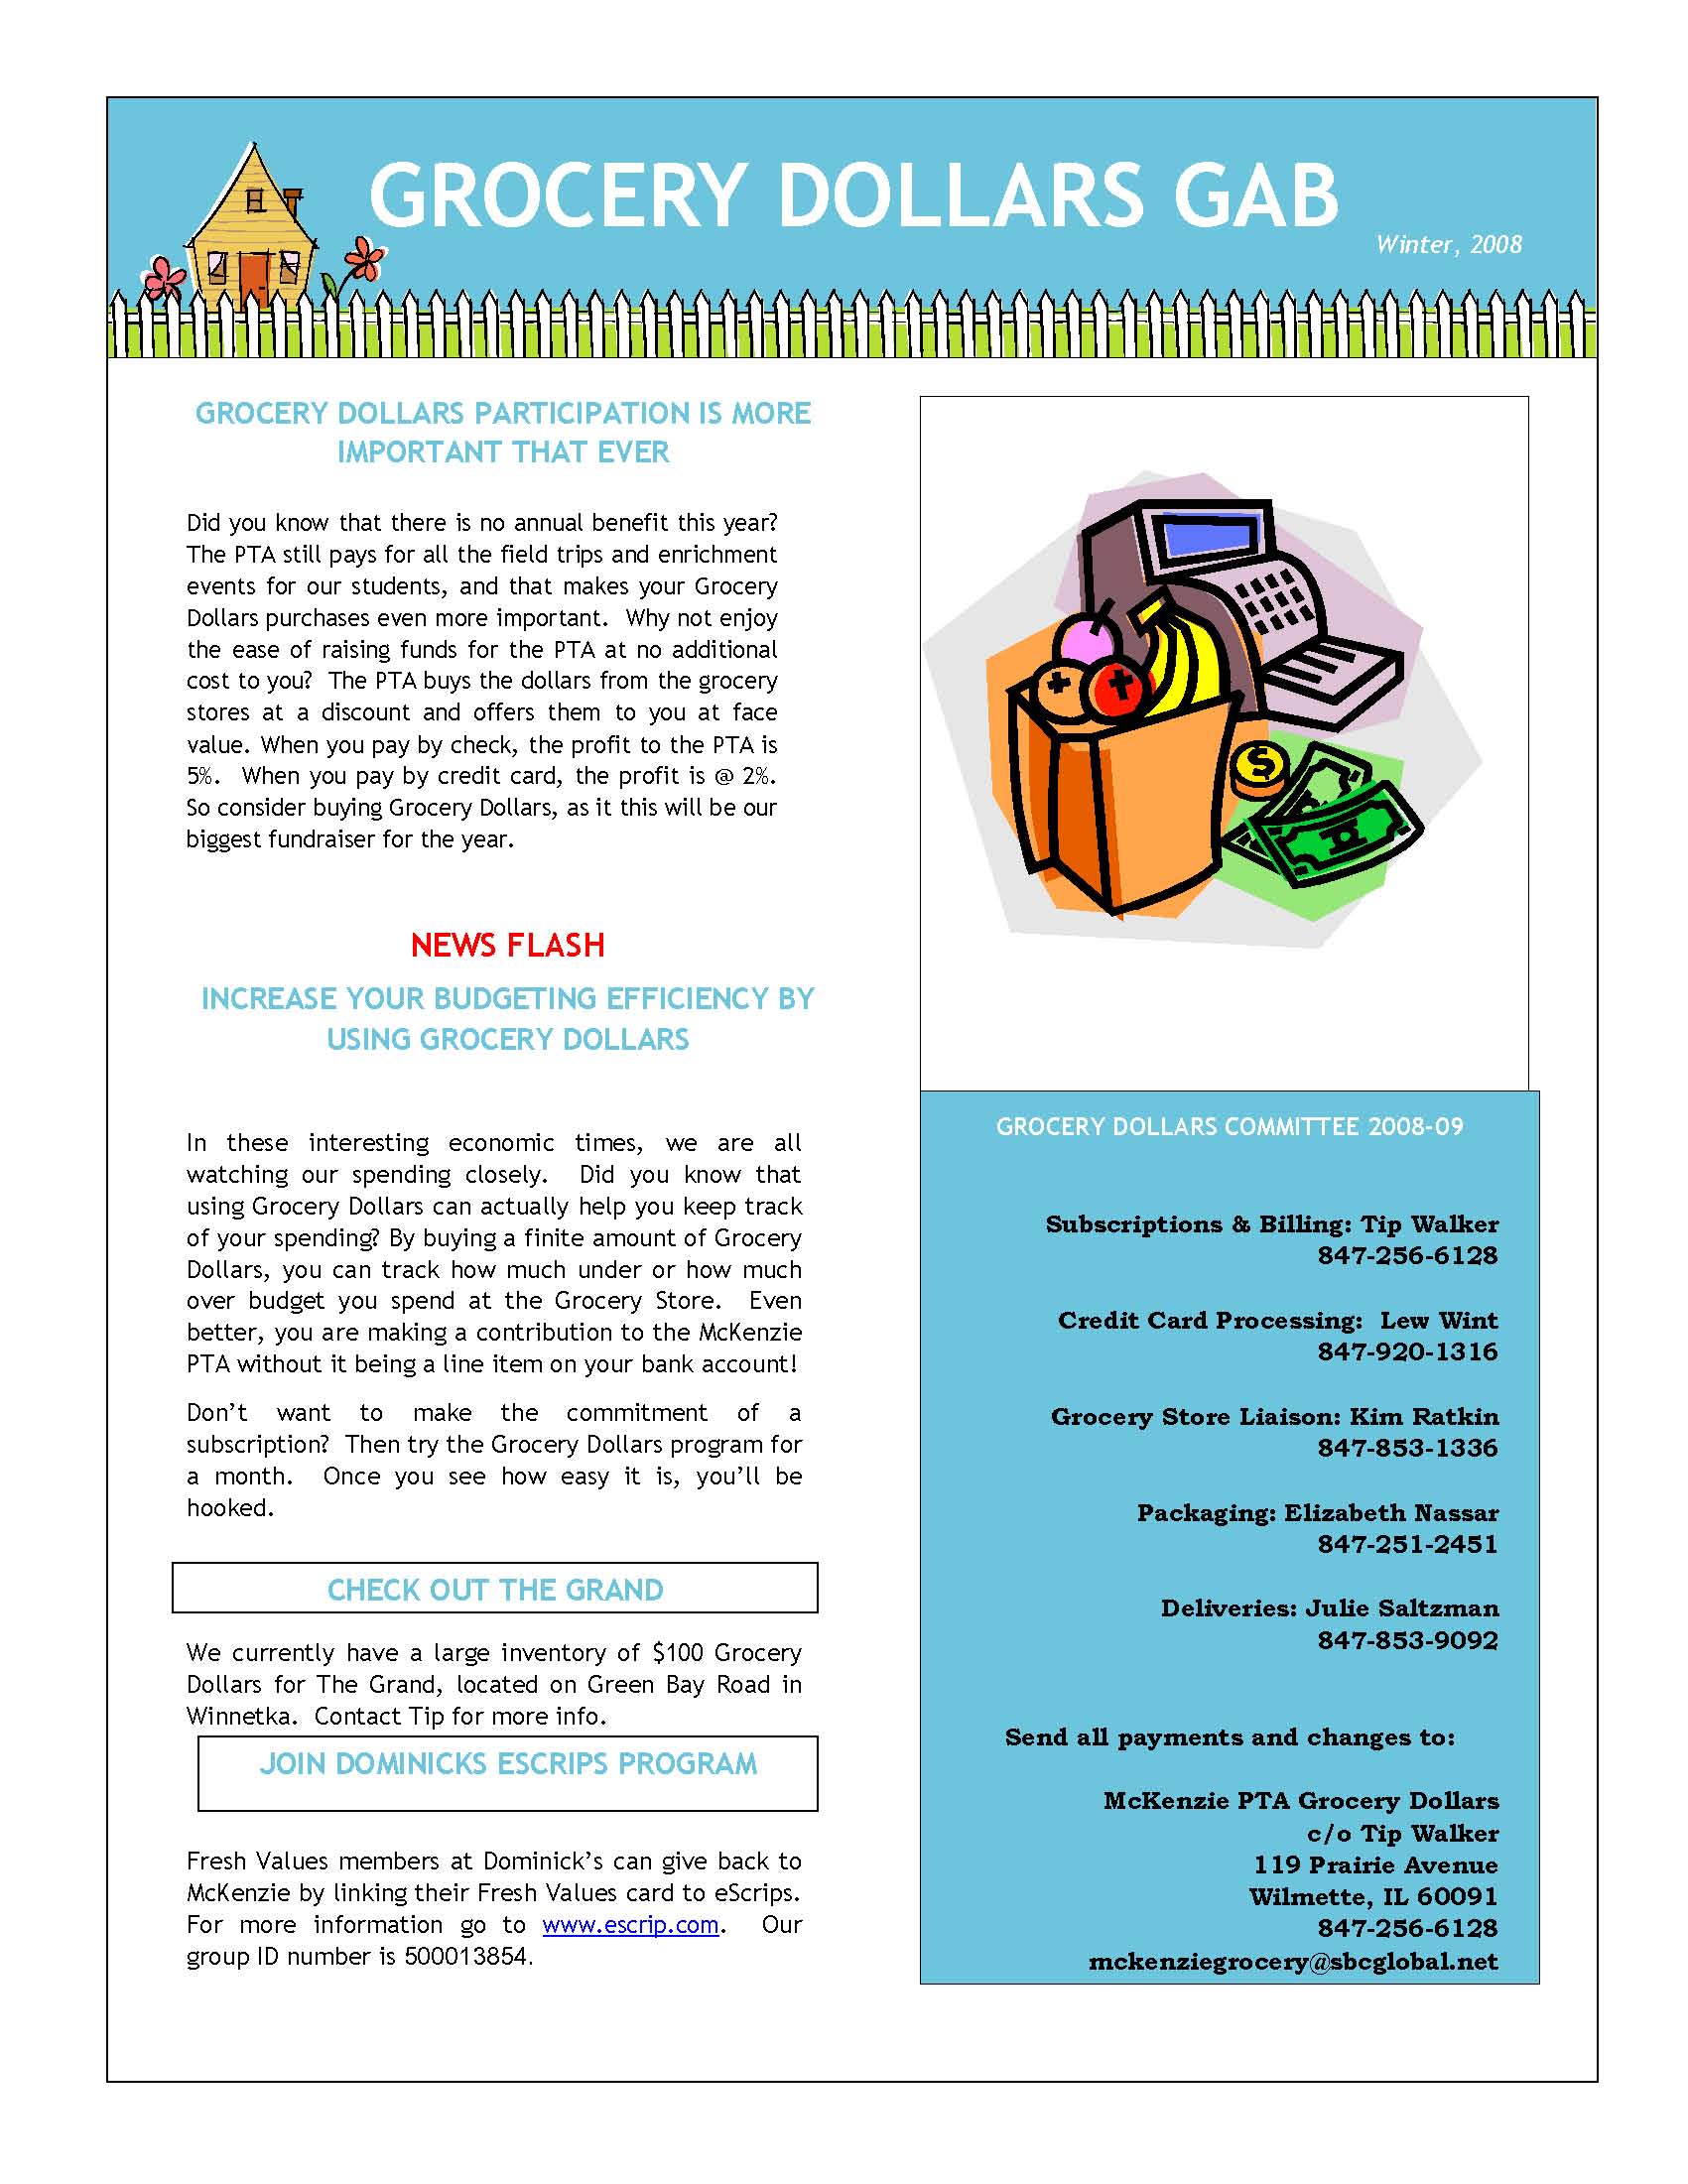 GROCERY DOLLARS GAB
Winter, 2008
GROCERY DOLLARS PARTICIPATION IS MORE
IMPORTANT THAT EVER
Did you know that there is no annual benefit this year?
The PTA still pays for all the field trips and enrichment
events for our students, and that makes your Grocery
Dollars purchases even more important. Why not enjoy
the ease of raising funds for the PTA at no additional
cost to you? The PTA buys the dollars from the grocery
stores at a discount and offers them to you at face
value. When you pay by check, the profit to the PTA is
5%. When you pay by credit card, the profit is @ 2%.
So consider buying Grocery Dollars, as it this will be our
biggest fundraiser for the year.
NEWS FLASH
INCREASE YOUR BUDGETING EFFICIENCY BY
USING GROCERY DOLLARS
In these interesting economic times, we are all
watching our spending closely. Did you know that
using Grocery Dollars can actually help you keep track
of your spending? By buying a finite amount of Grocery
Dollars, you can track how much under or how much
over budget you spend at the Grocery Store. Even
better, you are making a contribution to the McKenzie
PTA without it being a line item on your bank account!
Don't want to make the commitment of a
subscription? Then try the Grocery Dollars program for
a month. Once you see how easy it is, you'll be
hooked.
CHECK OUT THE GRAND
We currently have a large inventory of $100 Grocery
Dollars for The Grand, located on Green Bay Road in
Winnetka. Contact Tip for more info.
JOIN DOMINICKS ESCRIPS PROGRAM
Fresh Values members at Dominick's can give back to
McKenzie by linking their Fresh Values card to eScrips.
For more information go to www.escrip.com. Our
group ID number is 500013854.
$
GROCERY DOLLARS COMMITTEE 2008-09
Subscriptions & Billing: Tip Walker
847-256-6128
Credit Card Processing: Lew Wint
847-920-1316
Grocery Store Liaison: Kim Ratkin
847-853-1336
Packaging: Elizabeth Nassar
847-251-2451
Deliveries: Julie Saltzman
847-853-9092
Send all payments and changes to:
McKenzie PTA Grocery Dollars
c/o Tip Walker
119 Prairie Avenue
Wilmette, IL 60091
847-256-6128
mckenziegrocery@sbcglobal.net